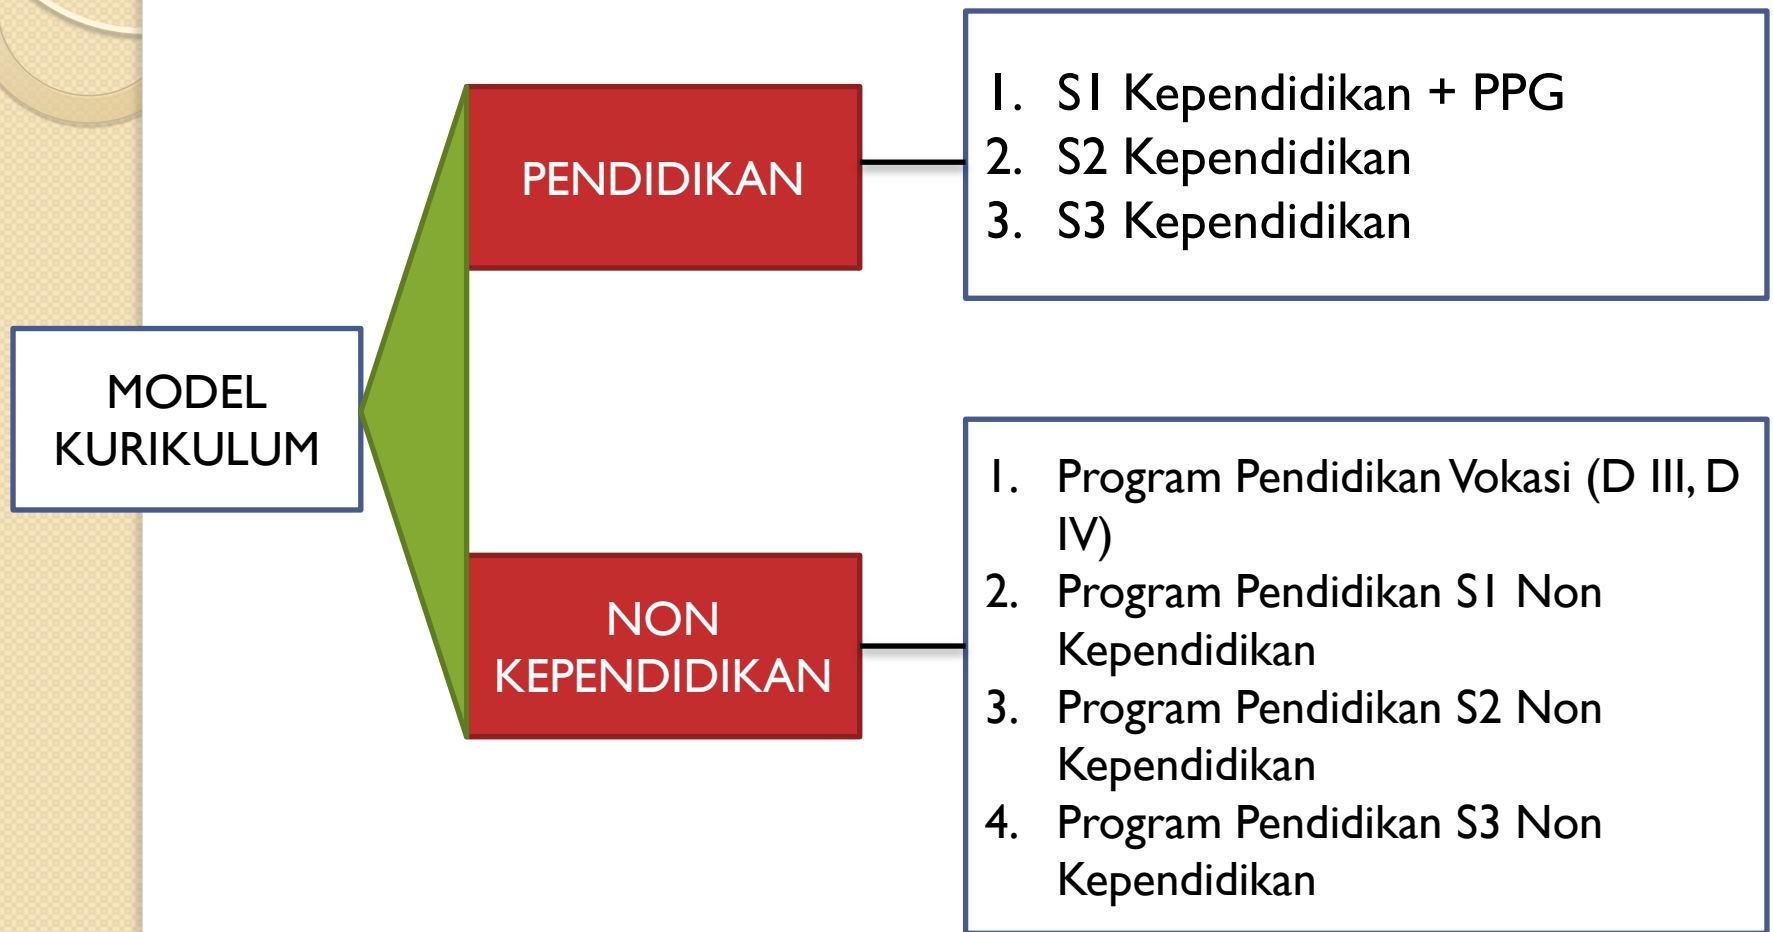 MODEL
KURIKULUM
PENDIDIKAN
1. S1 Kependidikan + PPG
2. S2 Kependidikan
3. S3 Kependidikan
NON
KEPENDIDIKAN
1. Program Pendidikan Vokasi (D III, D
IV)
2. Program Pendidikan S1 Non
Kependidikan
3. Program Pendidikan S2 Non
Kependidikan
4. Program Pendidikan S3 Non
Kependidikan